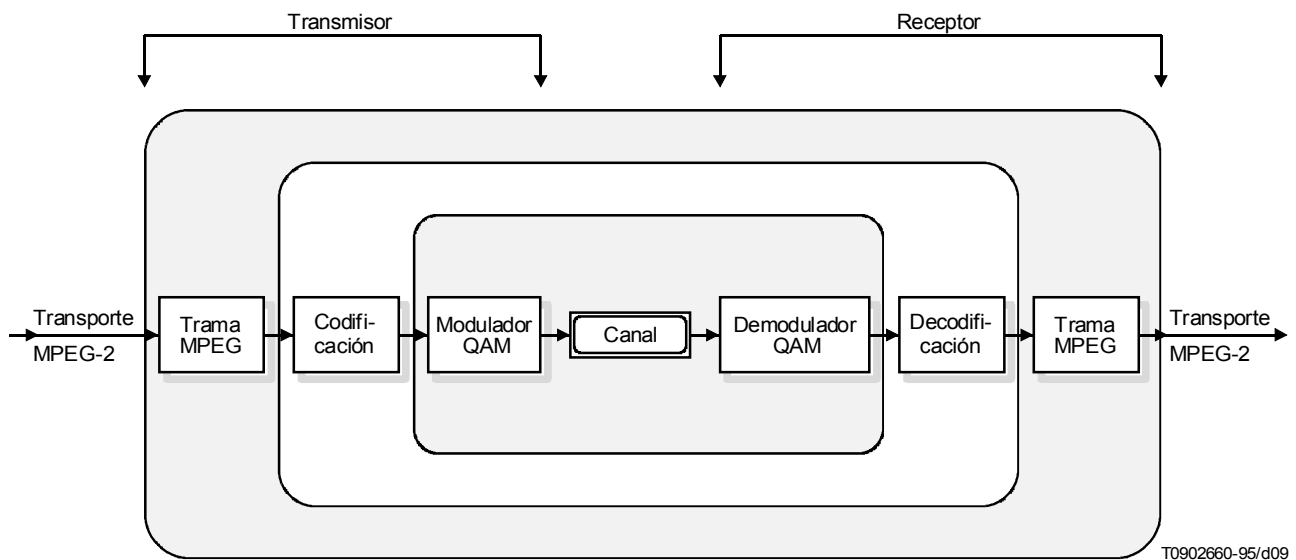 Transmisor
Receptor
Transporte
MPEG-2
Trama
MPEG
Codifi-
cación
Modulador
QAM
Canal
Demodulador
QAM
Decodifi-
cación
Trama
MPEG
Transporte
MPEG-2
T0902660-95/d09